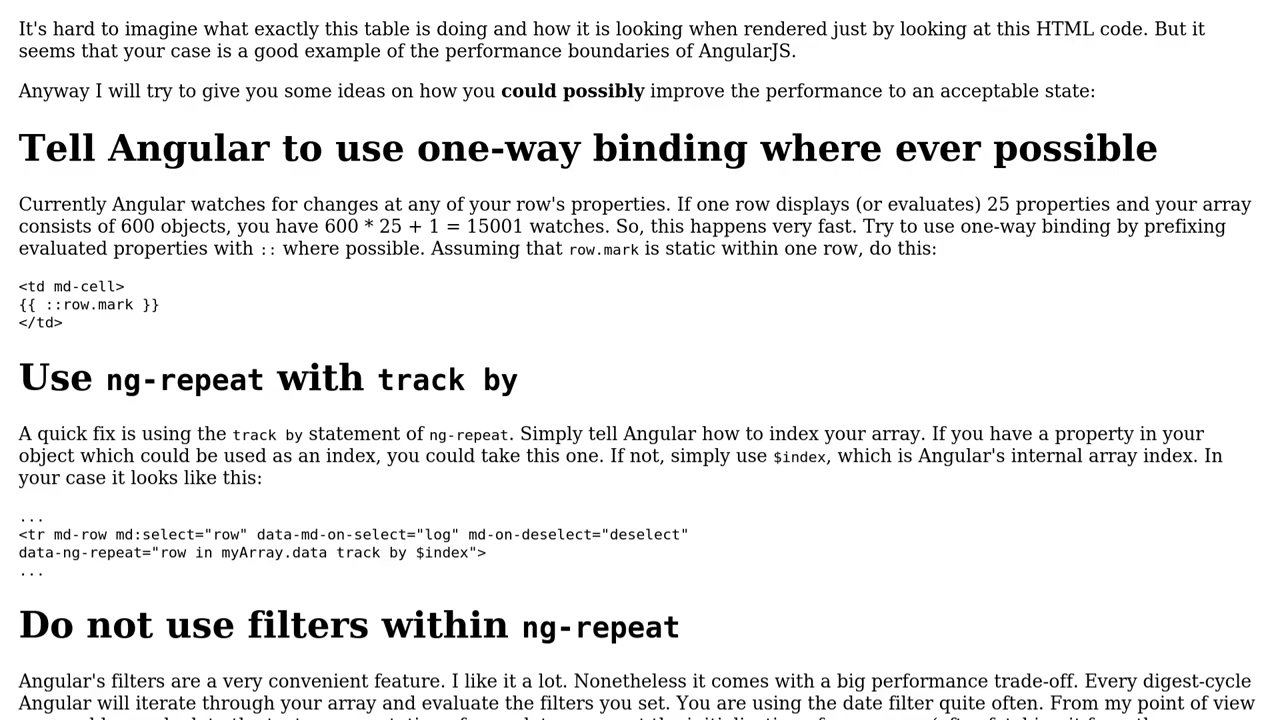 It's hard to imagine what exactly this table is doing and how it is looking when rendered just by looking at this HTML code. But it
seems that your case is a good example of the performance boundaries of AngularJS.
Anyway I will try to give you some ideas on how you could possibly improve the performance to an acceptable state:
Tell Angular to use one-way binding where ever possible
Currently Angular watches for changes at any of your row's properties. If one row displays (or evaluates) 25 properties and your array
consists of 600 objects, you have 600 * 25 + 1 = 15001 watches. So, this happens very fast. Try to use one-way binding by prefixing
evaluated properties with :: where possible. Assuming that row.mark is static within one row, do this:
<td md-cell>
{{ ::row.mark }}
</td>
Use ng-repeat with track by
A quick fix is using the track by statement of ng-repeat. Simply tell Angular how to index your array. If you have a property in your
object which could be used as an index, you could take this one. If not, simply use $index, which is Angular's internal array index. In
your case it looks like this:
...
<tr md-row md:select="row" data-md-on-select="log" md-on-deselect="deselect"
data-ng-repeat="row in myArray.data track by $index">
...
Do not use filters within ng-repeat
Angular's filters are a very convenient feature. I like it a lot. Nonetheless it comes with a big performance trade-off. Every digest-cycle
Angular will iterate through your array and evaluate the filters you set. You are using the date filter quite often. From my point of view